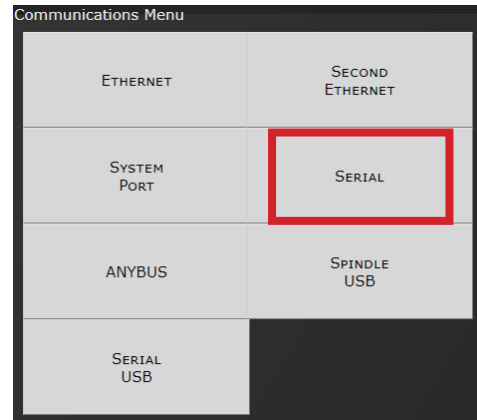 Communications Menu
Ethernet
Second
Ethernet
System
Port
Serial
ANYBUS
Spindle
USB
Serial
USB